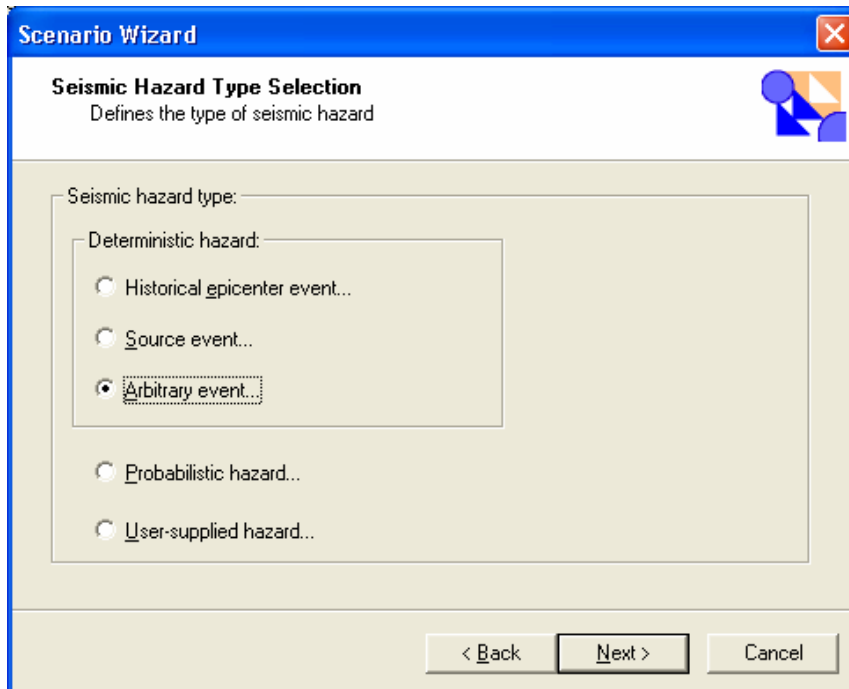 Scenario Wizard
Seismic Hazard Type Selection
Defines the type of seismic hazard
Seismic hazard type:
Deterministic hazard:
Historical epicenter event...
Source event...
Arbitrary event...
Probabilistic hazard...
User-supplied hazard...
< Back Next > Cancel